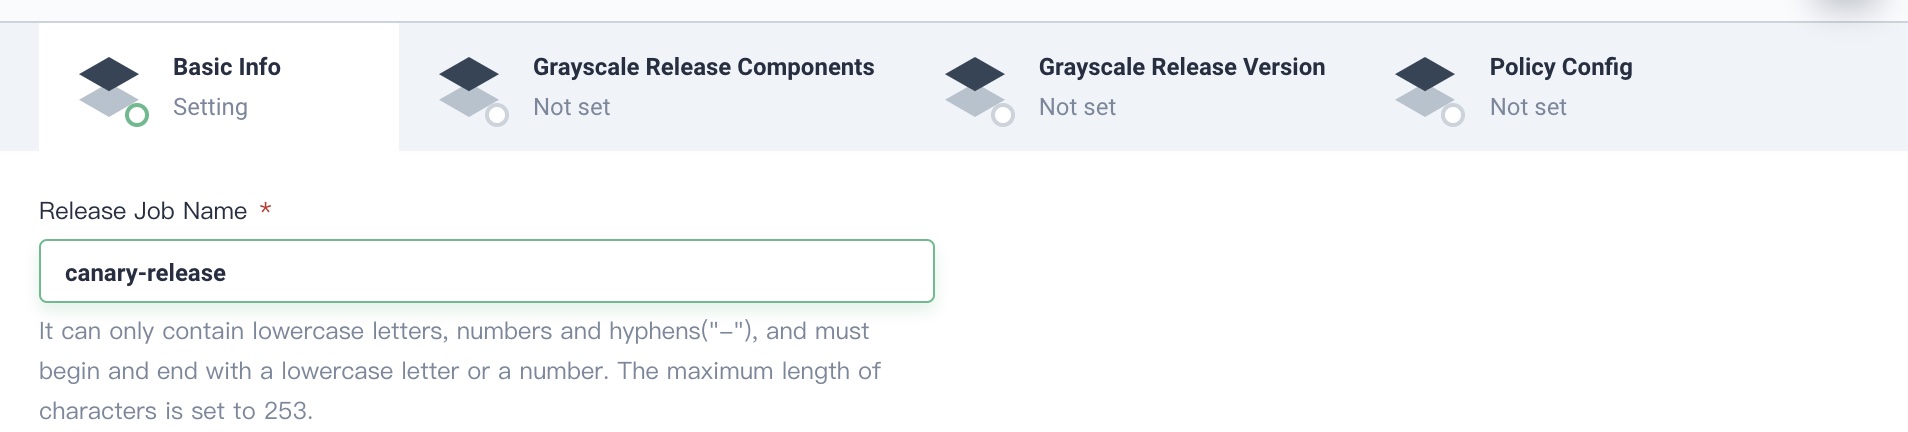 Basic Info
Setting
Grayscale Release Components
Not set
Grayscale Release Version
Not set
Policy Config
Not set
Release Job Name *
canary-release
It can only contain lowercase letters, numbers and hyphens("-"), and must
begin and end with a lowercase letter or a number. The maximum length of
characters is set to 253.